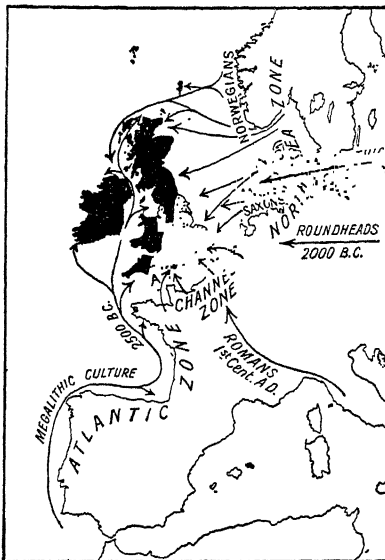 NORWEGIANS
ZONE
SEA
NORTH
SAXONS
ROUNDHEADS
2000 B.C.
A
CHANNEL
ZONE
2500 B.C.
ROMANS
1st Cent. A.D.
MEGALITHIC CULTURE
ATLANTIC
ZONE